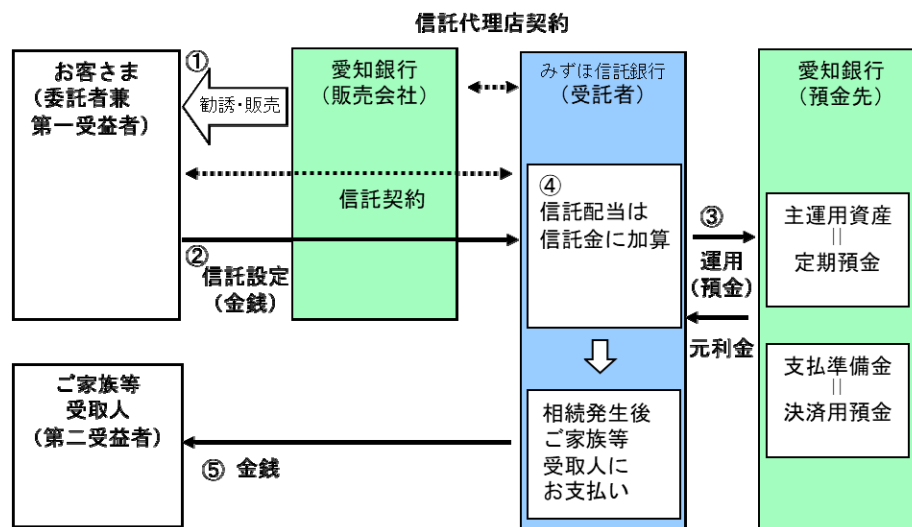 信託代理店契約
お客さま
(委託者兼
第一受益者)
①
勧誘・販売
愛知銀行
(販売会社)
みずほ信託銀行
(受託者)
愛知銀行
(預金先)
信託契約
②
信託設定
(金銭)
④
信託配当は
信託金に加算
③
運用
(預金)
元利金
主運用資産
||
定期預金
支払準備金
||
決済用預金
相続発生後
ご家族等
受取人に
お支払い
⑤ 金銭
ご家族等
受取人
(第二受益者)